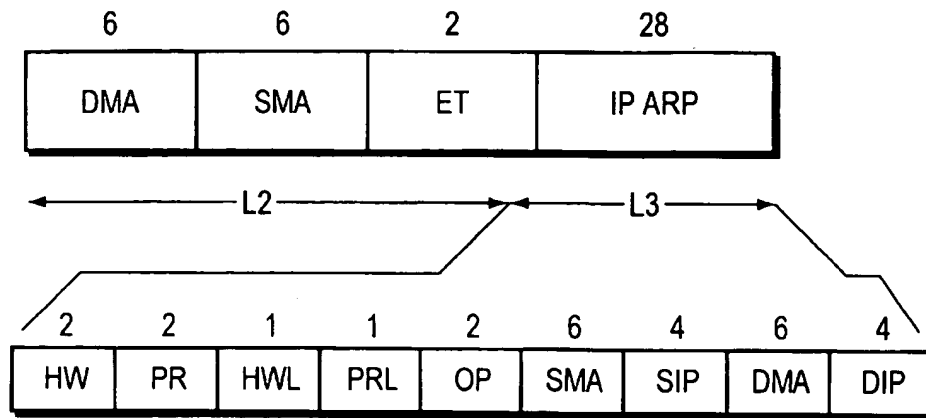 6 6 2 28
DMA SMA ET IP ARP
L2 L3
2 2 1 1 2 6 4 6 4
HW PR HWL PRL OP SMA SIP DMA DIP